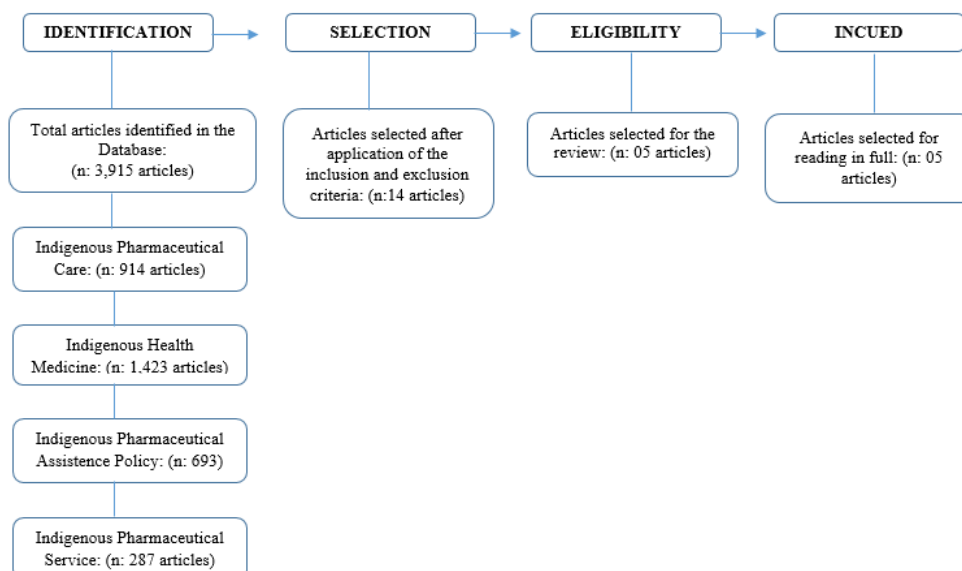 IDENTIFICATION
SELECTION
ELIGIBILITY
INCUED
Total articles identified in the
Database:
(n: 3,915 articles)
Articles selected after
application of the
inclusion and exclusion
criteria: (n:14 articles)
Articles selected for the
review: (n: 05 articles)
Articles selected for
reading in full: (n: 05
articles)
Indigenous Pharmaceutical
Care: (n: 914 articles)
Indigenous Health
Medicine: (n: 1,423 articles)
Indigenous Pharmaceutical
Assistence Policy: (n: 693)
Indigenous Pharmaceutical
Service: (n: 287 articles)